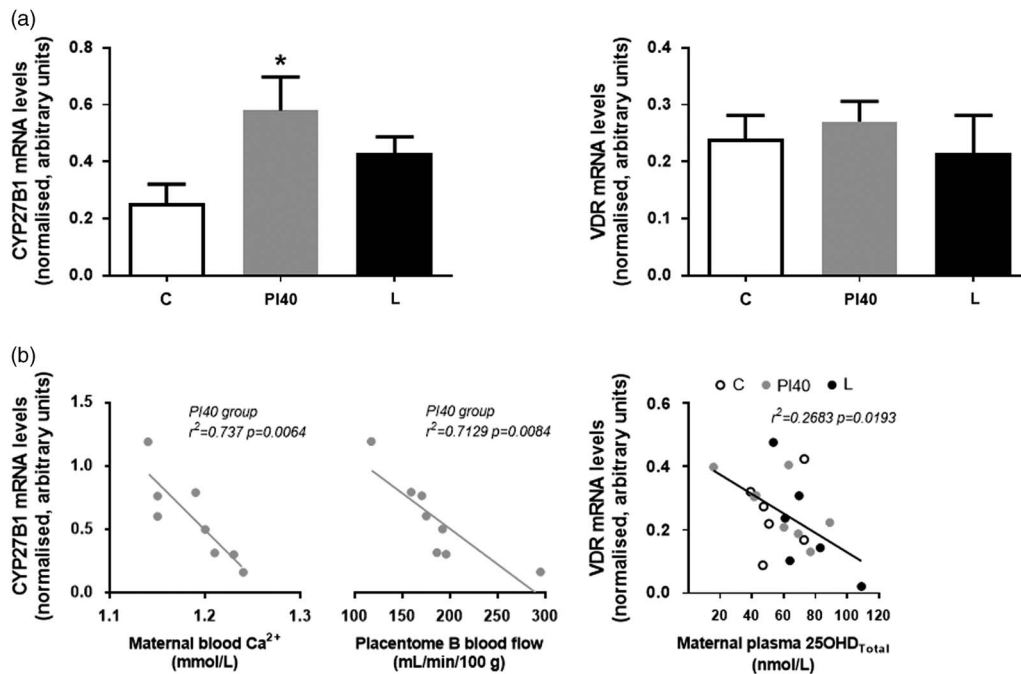 (a)
CYP27B1 mRNA levels
(normalised, arbitrary units)
0.8
0.6
0.4
0.2
0.0
*
C
PI40
L
VDR mRNA levels
(normalised, arbitrary units)
0.4
0.3
0.2
0.1
0.0
C
PI40
L
(b)
CYP27B1 mRNA levels
(normalised, arbitrary units)
1.5
1.0
0.5
0.0
PI40 group
r²=0.737 p=0.0064
1.1
1.2
1.3
Maternal blood Ca²⁺
(mmol/L)
PI40 group
r²=0.7129 p=0.0084
100
150
200
250
300
Placentome B blood flow
(mL/min/100 g)
VDR mRNA levels
(normalised, arbitrary units)
C
PI40
L
r²=0.2683 p=0.0193
0.6
0.4
0.2
0.0
20
40
60
80
100
120
Maternal plasma 25OHD_Total
(nmol/L)